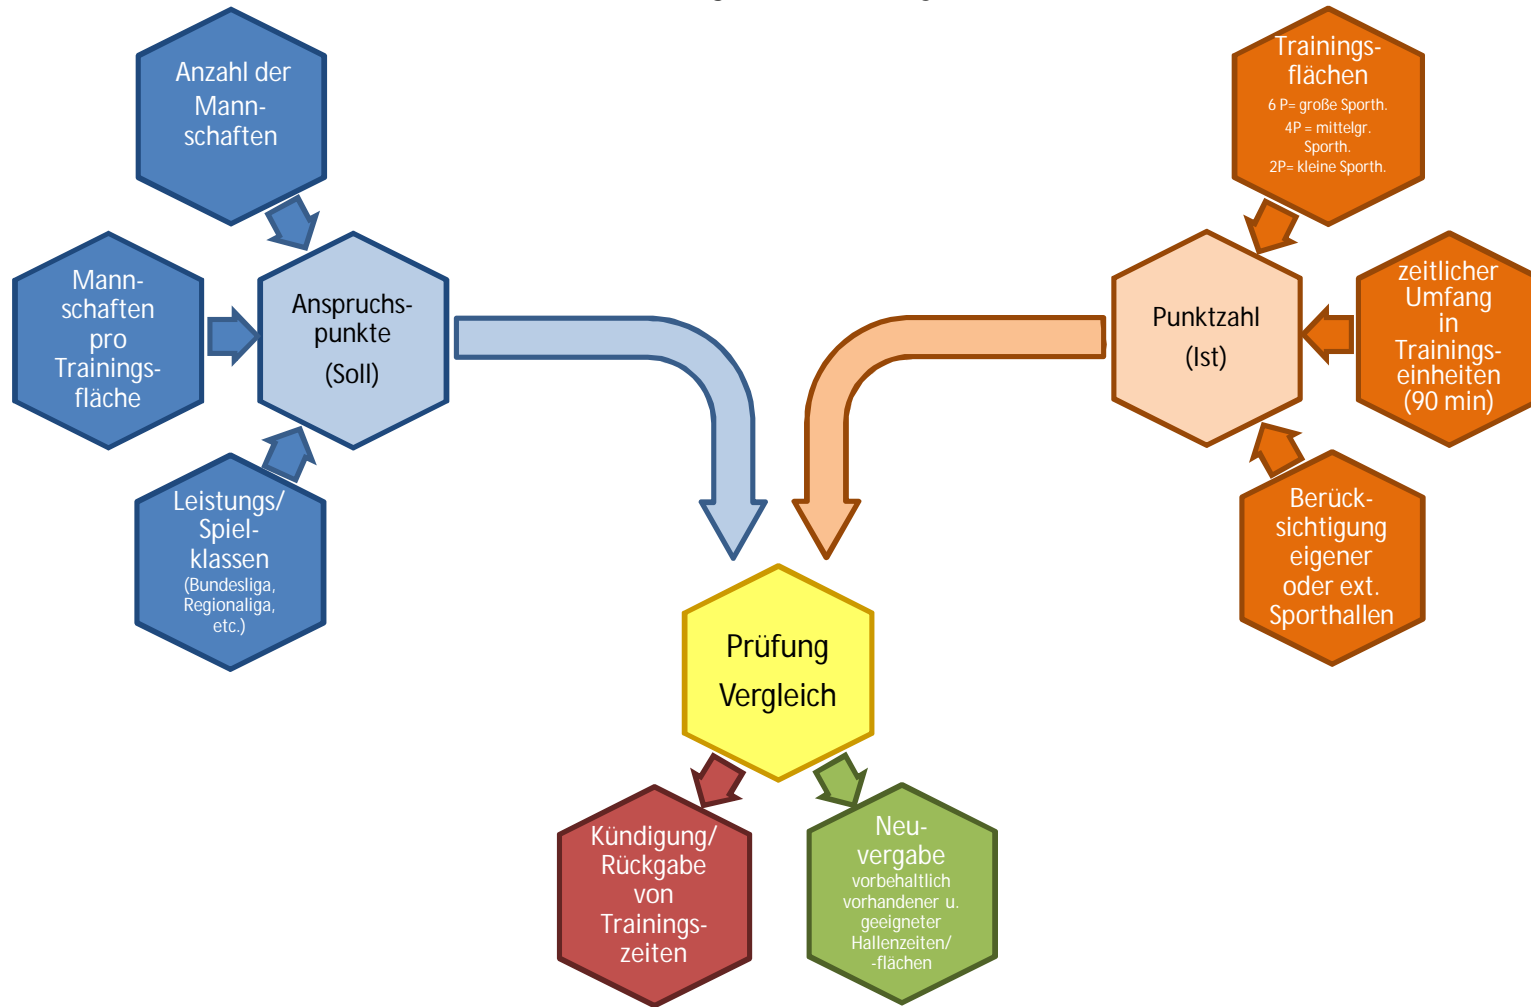 Anzahl der
Mann-
schaften
Mann-
schaften
pro
Trainings-
fläche
Leistungs/
Spiel-
klassen
(Bundesliga,
Regionaliga,
etc.)
Anspruchs-
punkte
(Soll)
Trainings-
flächen
6 P= große Sporth.
4P = mittelgr.
Sporth.
2P= kleine Sporth.
Punktzahl
(Ist)
zeitlicher
Umfang
in
Trainings-
einheiten
(90 min)
Berück-
sichtigung
eigener
oder ext.
Sporthallen
Prüfung
Vergleich
Kündigung/
Rückgabe
von
Trainings-
zeiten
Neu-
vergabe
vorbehaltlich
vorhandener u.
geeigneter
Hallenzeiten/
-flächen